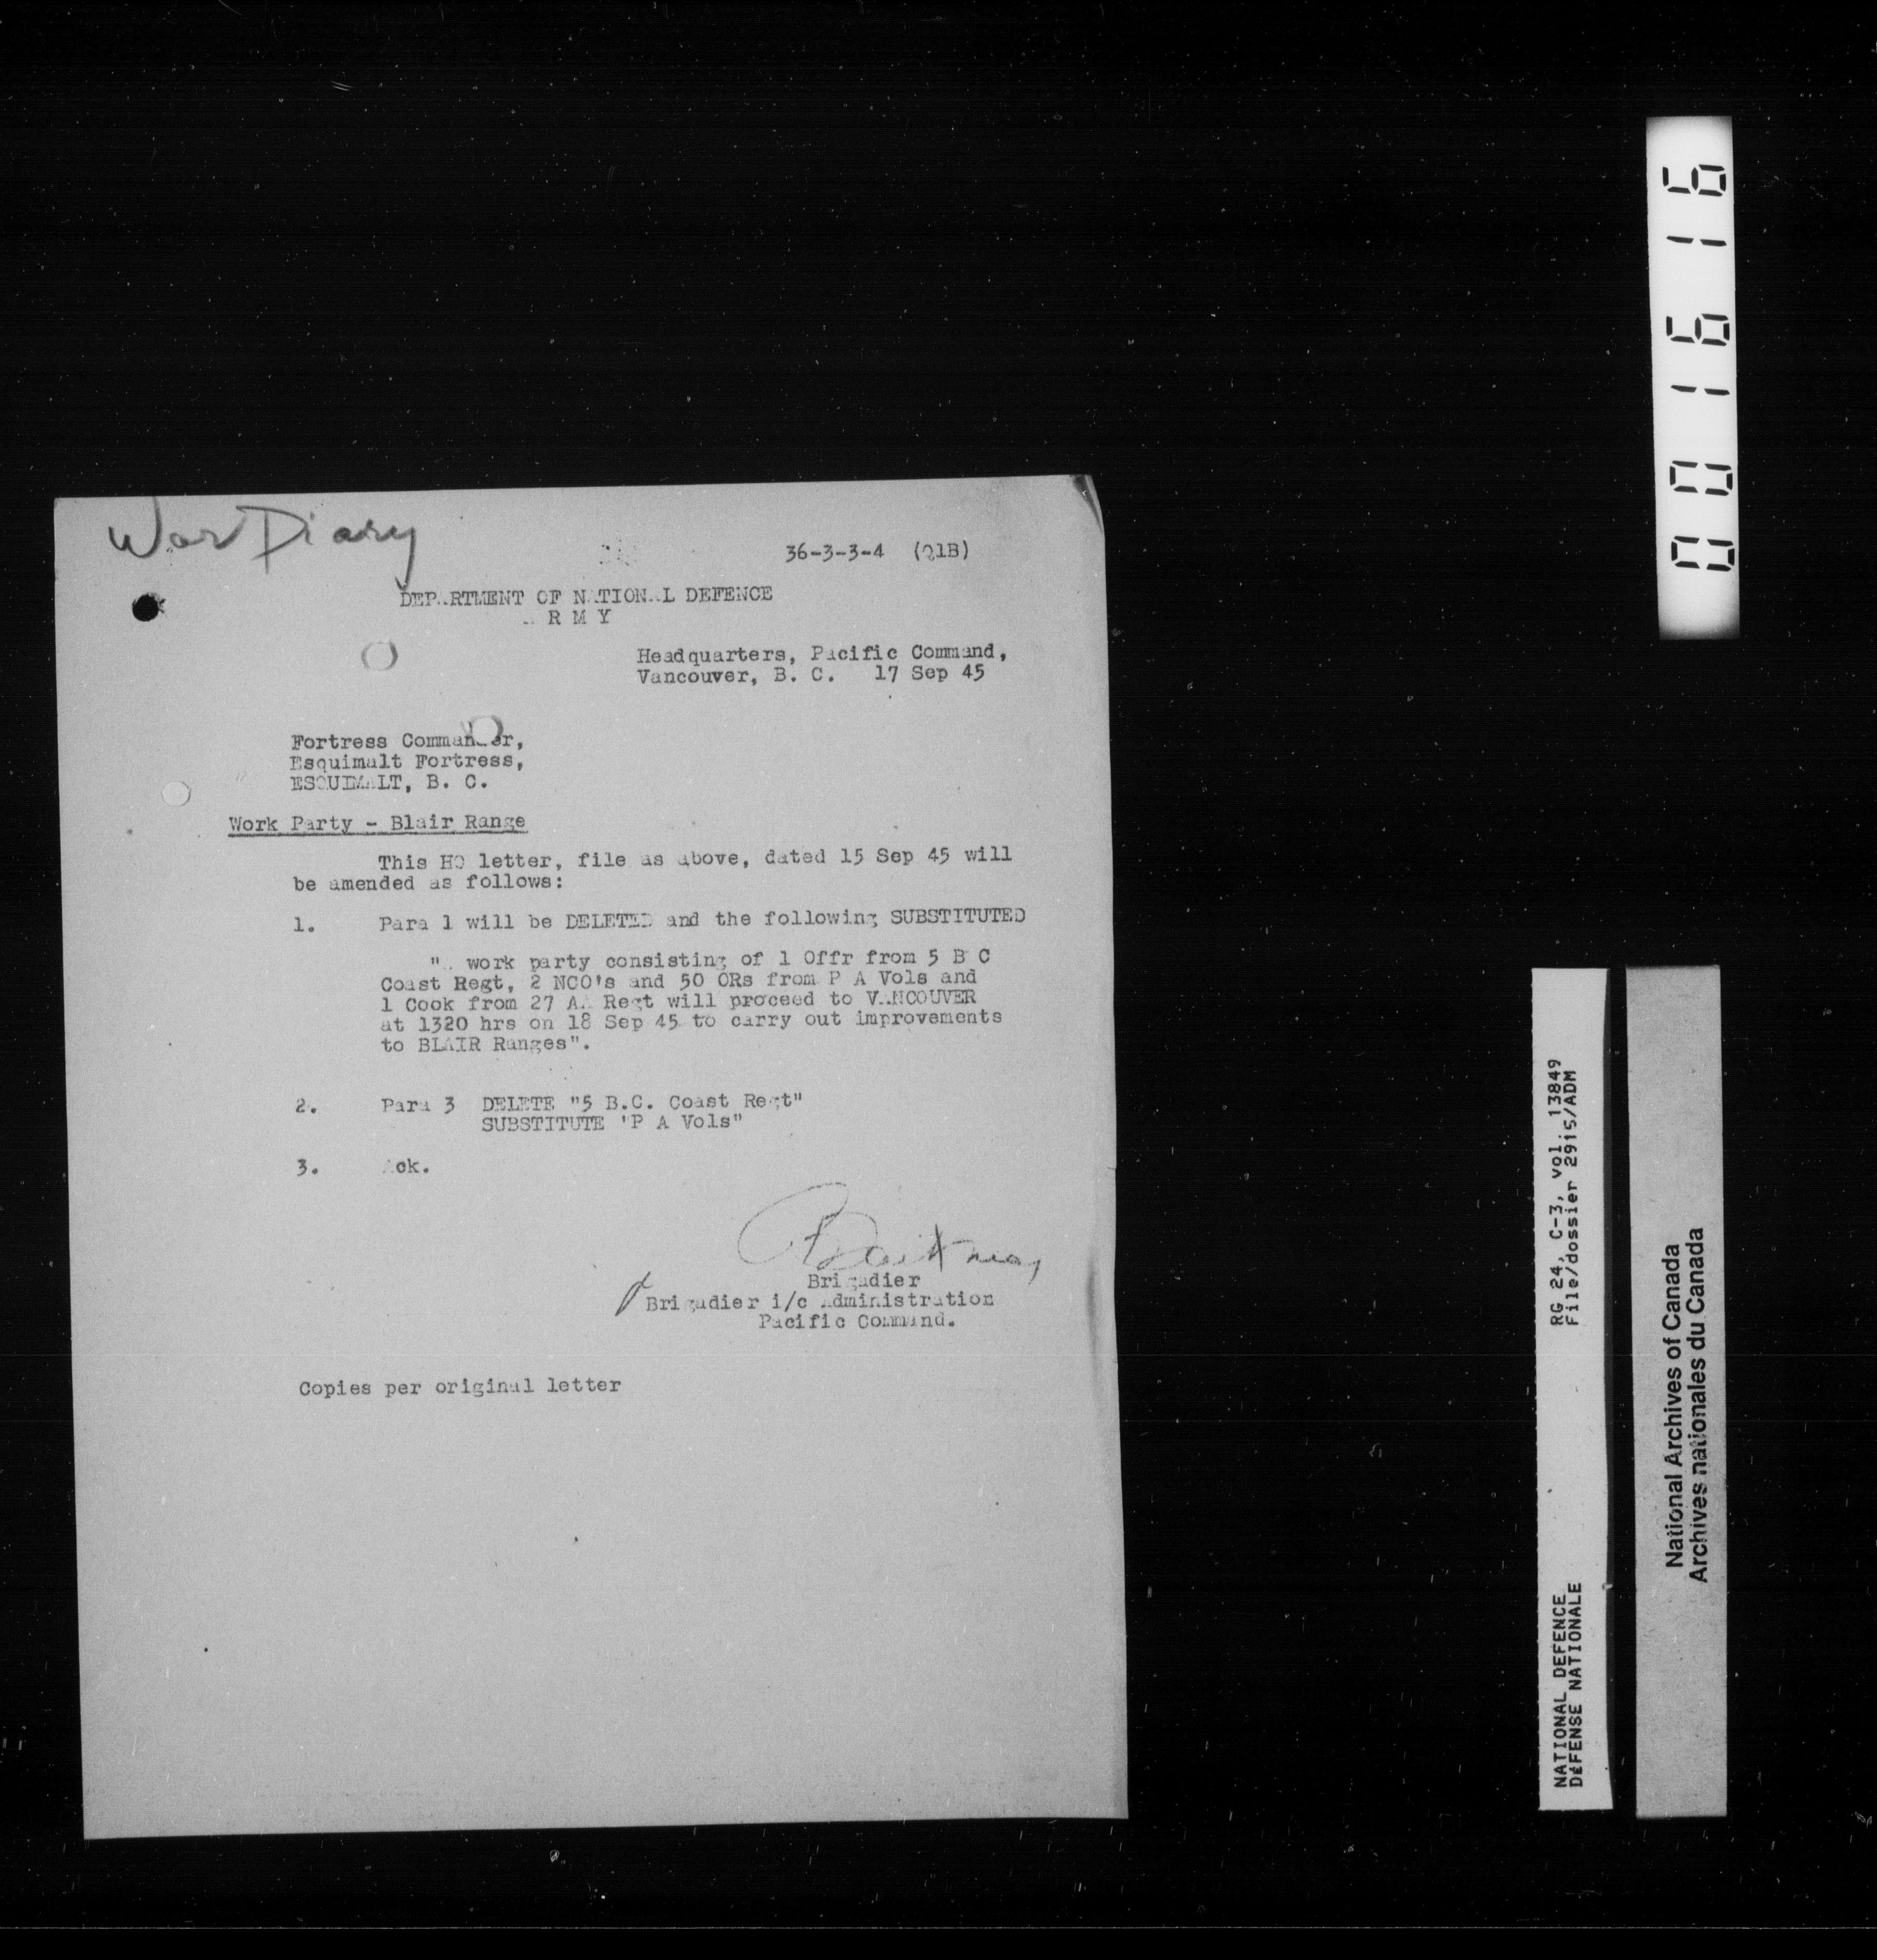 War Diary
36-3-3-4 (Q1B)
DEPARTMENT OF NATIONAL DEFENCE
A R M Y
Headquarters, Pacific Command,
Vancouver, B. C. 17 Sep 45
Fortress Commander,
Esquimalt Fortress,
ESQUIMALT, B. C.
Work Party - Blair Range
This HQ letter, file as above, dated 15 Sep 45 will
be amended as follows:
1. Para 1 will be DELETED and the following SUBSTITUTED
"A work party consisting of 1 Offr from 5 B C
Coast Regt, 2 NCO's and 50 ORs from P A Vols and
1 Cook from 27 AA Regt will proceed to VANCOUVER
at 1320 hrs on 18 Sep 45 to carry out improvements
to BLAIR Ranges".
2. Para 3 DELETE "5 B.C. Coast Regt"
SUBSTITUTE "P A Vols"
3. Ack.
Brigadier
Brigadier i/c Administration
Pacific Command.
Copies per original letter
001616
RG 24, C-3, vol. 13849
File/dossier 2915/ADM
NATIONAL DEFENCE
DÉFENSE NATIONALE
National Archives of Canada
Archives nationales du Canada